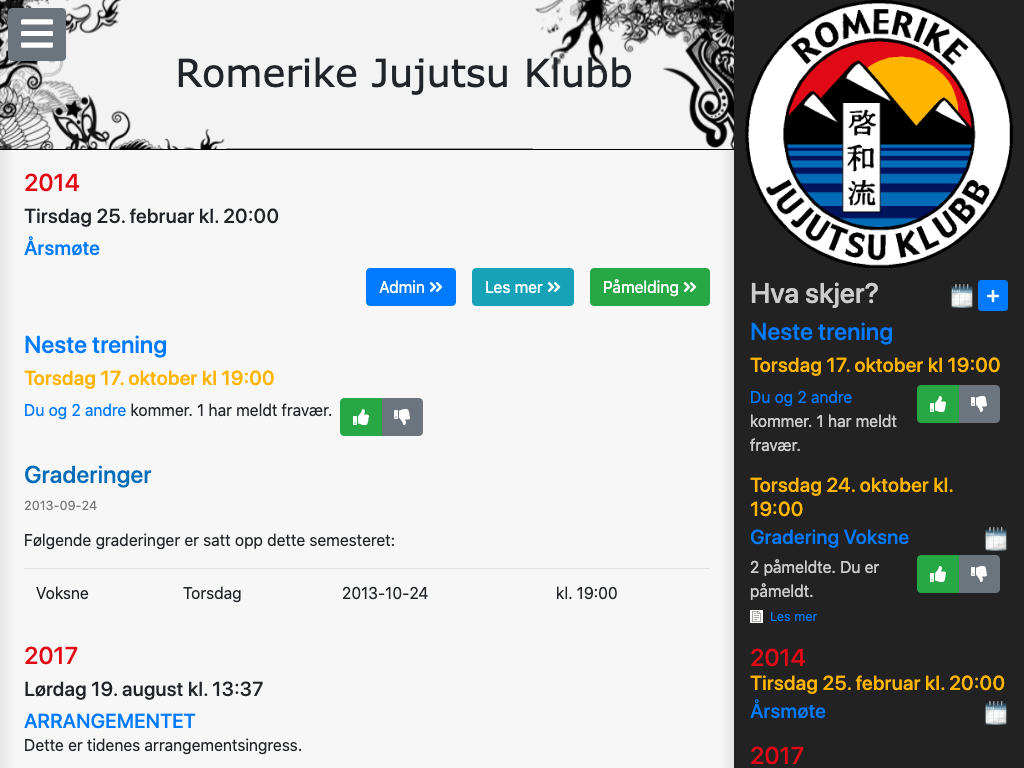 Romerike Jujutsu Klubb
2014
Tirsdag 25. februar kl. 20:00
Årsmøte
Admin
Les mer
Påmelding
Neste trening
Torsdag 17. oktober kl 19:00
Du og 2 andre kommer. 1 har meldt fravær.
Graderinger
2013-09-24
Følgende graderinger er satt opp dette semesteret:
Voksne Torsdag 2013-10-24 kl. 19:00
2017
Lørdag 19. august kl. 13:37
ARRANGEMENTET
Dette er tidenes arrangementsingress.
ROMERIKE
啓
和
流
JUJUTSU KLUBB
Hva skjer?
Neste trening
Torsdag 17. oktober kl 19:00
Du og 2 andre
kommer. 1 har meldt
fravær.
Torsdag 24. oktober kl.
19:00
Gradering Voksne
2 påmeldte. Du er
påmeldt.
Les mer
2014
Tirsdag 25. februar kl. 20:00
Årsmøte
2017